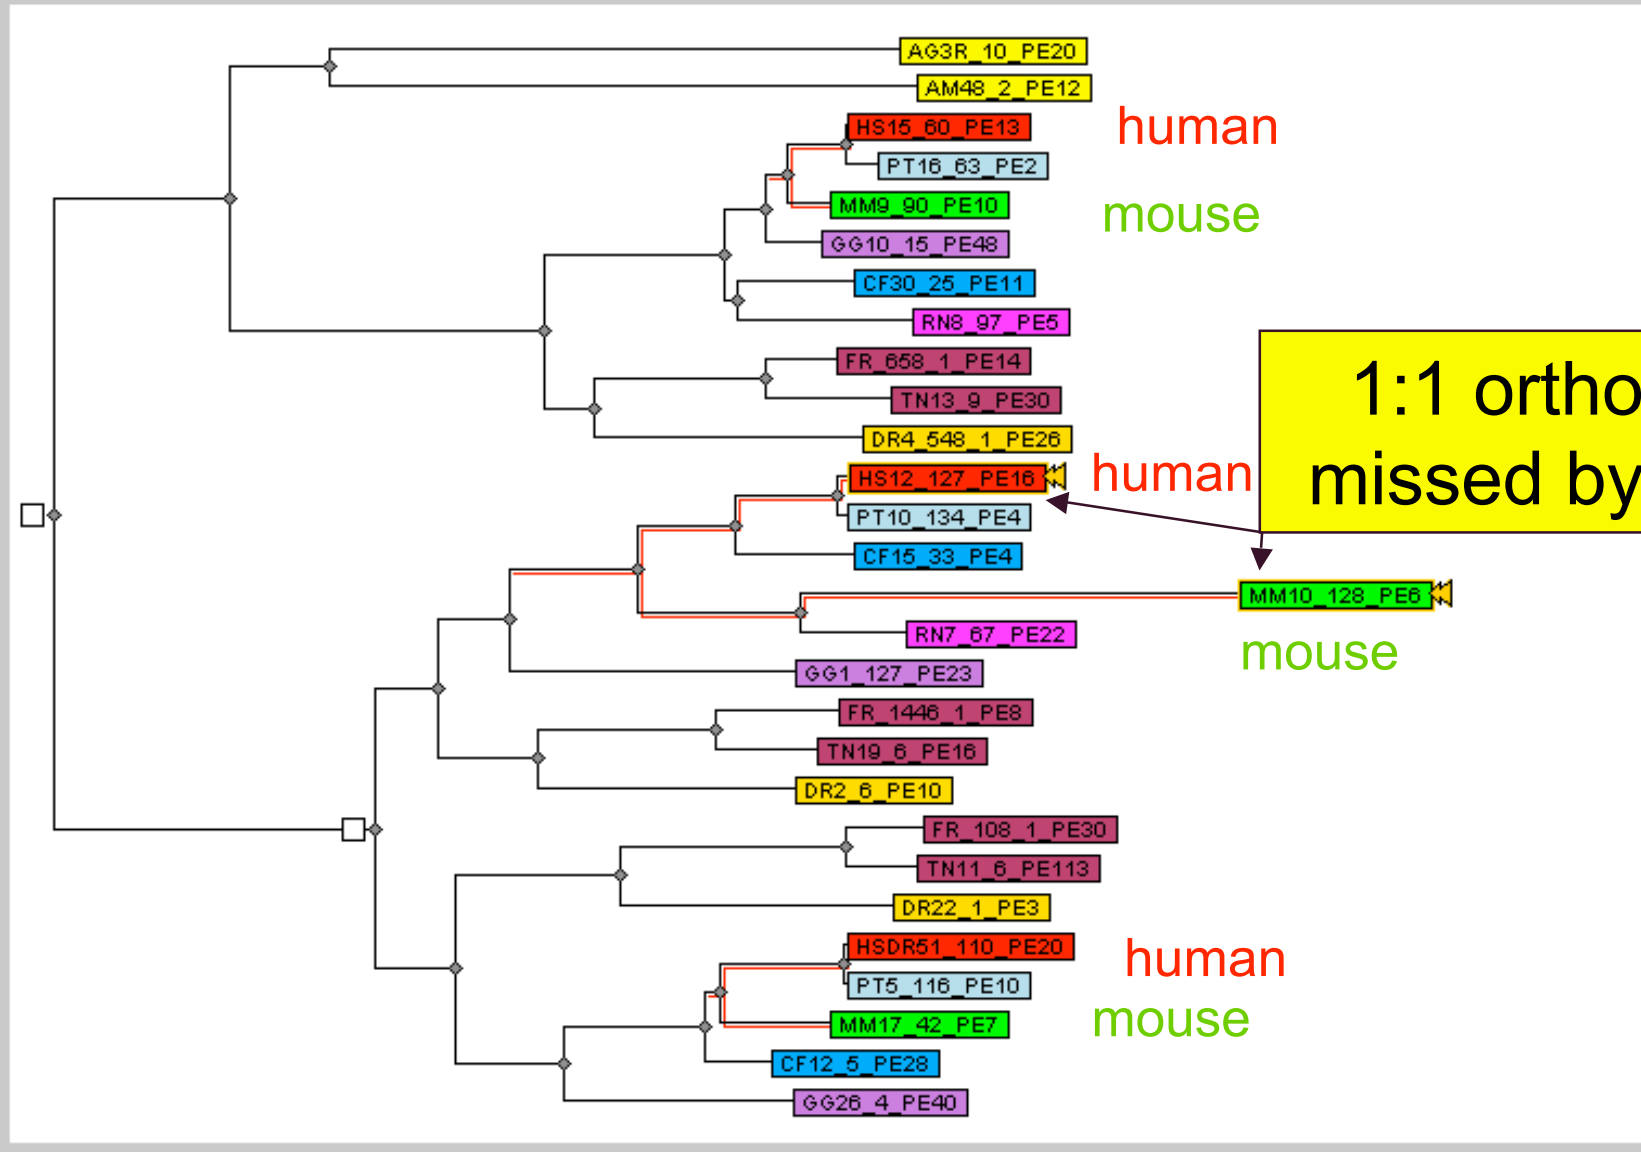 AG3R_10_PE20
AM48_2_PE12
HS15_60_PE13
human
PT16_63_PE2
MM9_90_PE10
mouse
GG10_15_PE48
CF30_25_PE11
RN8_97_PE5
FR_658_1_PE14
TN13_9_PE30
1:1 ortho
missed by
DR4_548_1_PE26
HS12_127_PE16
human
PT10_134_PE4
CF15_33_PE4
MM10_128_PE6
RN7_67_PE22
mouse
GG1_127_PE23
FR_1446_1_PE8
TN19_6_PE16
DR2_6_PE10
FR_108_1_PE30
TN11_6_PE113
DR22_1_PE3
HSDR51_110_PE20
human
PT5_116_PE10
MM17_42_PE7
mouse
CF12_5_PE28
GG26_4_PE40